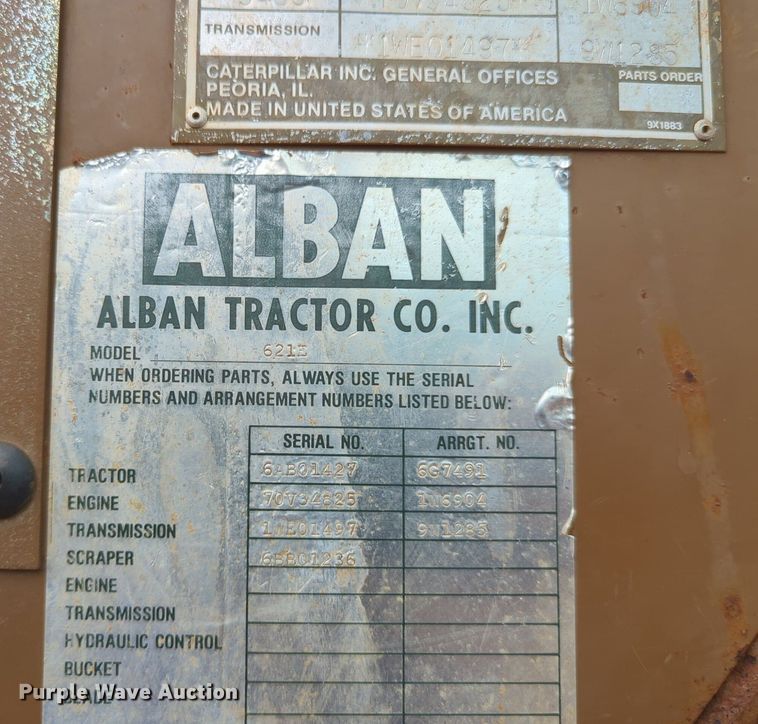 TRANSMISSION *1WE01497* 9W1285
CATERPILLAR INC. GENERAL OFFICES PARTS ORDER
PEORIA, IL.
MADE IN UNITED STATES OF AMERICA 9X1883
ALBAN
ALBAN TRACTOR CO. INC.
MODEL 621E
WHEN ORDERING PARTS, ALWAYS USE THE SERIAL
NUMBERS AND ARRANGEMENT NUMBERS LISTED BELOW:
SERIAL NO. ARRGT. NO.
TRACTOR 6AB01427 6G7491
ENGINE 70V34825 1W6904
TRANSMISSION 1WE01497 9W1285
SCRAPER 6BB01236
ENGINE
TRANSMISSION
HYDRAULIC CONTROL
BUCKET
BLADE
Purple Wave Auction